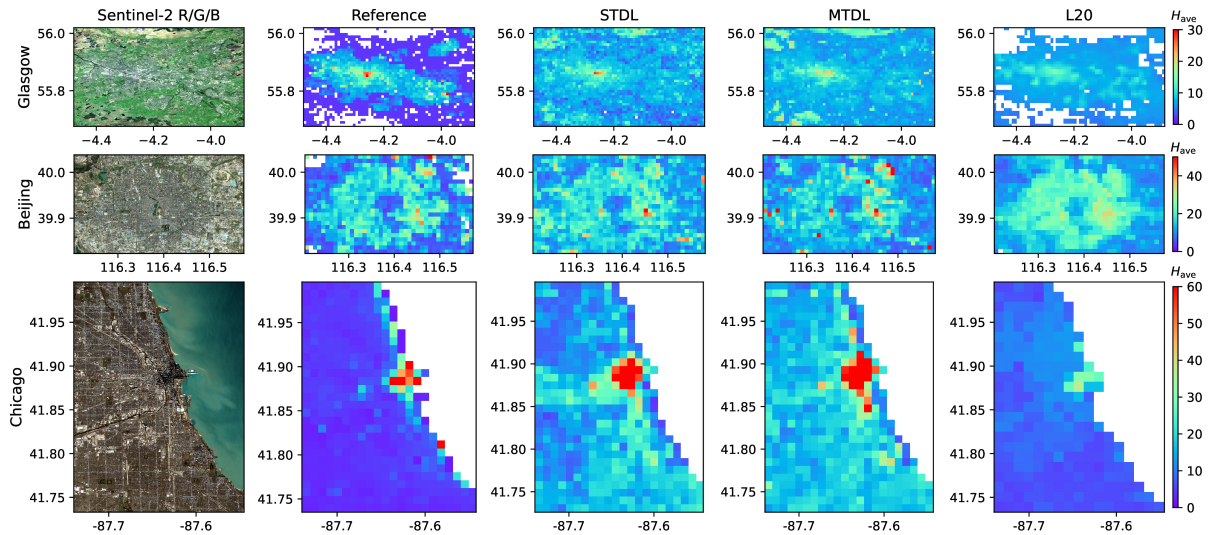 Sentinel-2 R/G/B Reference STDL MTDL L20 Have
Glasgow 56.0 55.8 56.0 55.8 56.0 55.8 56.0 55.8 56.0 55.8 30 20 10 0
−4.4 −4.2 −4.0 −4.4 −4.2 −4.0 −4.4 −4.2 −4.0 −4.4 −4.2 −4.0 −4.4 −4.2 −4.0
Have
Beijing 40.0 39.9 40.0 39.9 40.0 39.9 40.0 39.9 40.0 39.9 40 20 0
116.3 116.4 116.5 116.3 116.4 116.5 116.3 116.4 116.5 116.3 116.4 116.5 116.3 116.4 116.5
Have
Chicago 41.95 41.90 41.85 41.80 41.75 41.95 41.90 41.85 41.80 41.75 41.95 41.90 41.85 41.80 41.75 41.95 41.90 41.85 41.80 41.75 41.95 41.90 41.85 41.80 41.75 60 50 40 30 20 10 0
-87.7 -87.6 -87.7 -87.6 -87.7 -87.6 -87.7 -87.6 -87.7 -87.6